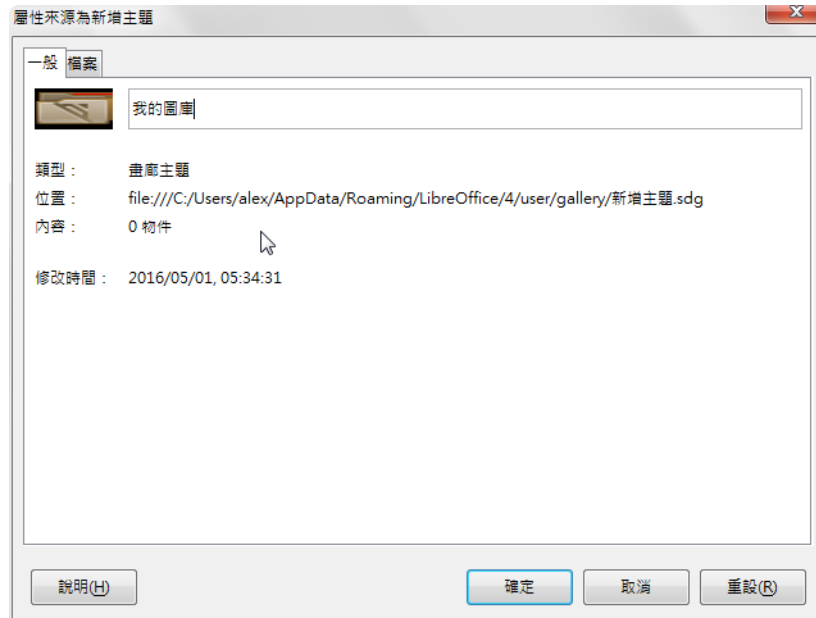 屬性來源為新增主題
一般 檔案
我的圖庫
類型： 畫廊主題
位置： file:///C:/Users/alex/AppData/Roaming/LibreOffice/4/user/gallery/新增主題.sdg
內容： 0 物件
修改時間： 2016/05/01, 05:34:31
說明(H) 確定 取消 重設(R)